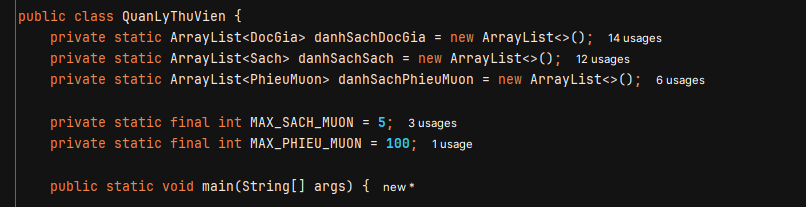 public class QuanLyThuVien {
private static ArrayList<DocGia> danhSachDocGia = new ArrayList<>(); 14 usages
private static ArrayList<Sach> danhSachSach = new ArrayList<>(); 12 usages
private static ArrayList<PhieuMuon> danhSachPhieuMuon = new ArrayList<>(); 6 usages
private static final int MAX_SACH_MUON = 5; 3 usages
private static final int MAX_PHIEU_MUON = 100; 1 usage
public static void main(String[] args) { new *